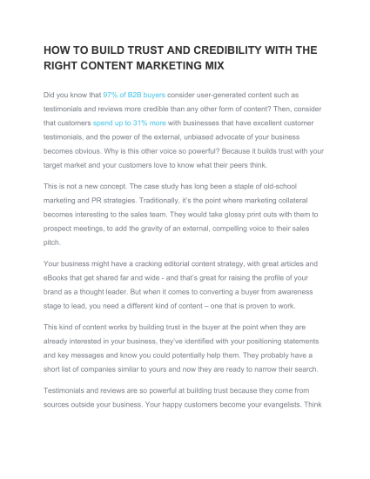 HOW TO BUILD TRUST AND CREDIBILITY WITH THE
RIGHT CONTENT MARKETING MIX
Did you know that 97% of B2B buyers consider user-generated content such as
testimonials and reviews more credible than any other form of content? Then, consider
that customers spend up to 31% more with businesses that have excellent customer
testimonials, and the power of the external, unbiased advocate of your business
becomes obvious. Why is this other voice so powerful? Because it builds trust with your
target market and your customers love to know what their peers think.
This is not a new concept. The case study has long been a staple of old-school
marketing and PR strategies. Traditionally, it's the point where marketing collateral
becomes interesting to the sales team. They would take glossy print outs with them to
prospect meetings, to add the gravity of an external, compelling voice to their sales
pitch.
Your business might have a cracking editorial content strategy, with great articles and
eBooks that get shared far and wide - and that's great for raising the profile of your
brand as a thought leader. But when it comes to converting a buyer from awareness
stage to lead, you need a different kind of content – one that is proven to work.
This kind of content works by building trust in the buyer at the point when they are
already interested in your business, they've identified with your positioning statements
and key messages and know you could potentially help them. They probably have a
short list of companies similar to yours and now they are ready to narrow their search.
Testimonials and reviews are so powerful at building trust because they come from
sources outside your business. Your happy customers become your evangelists. Think